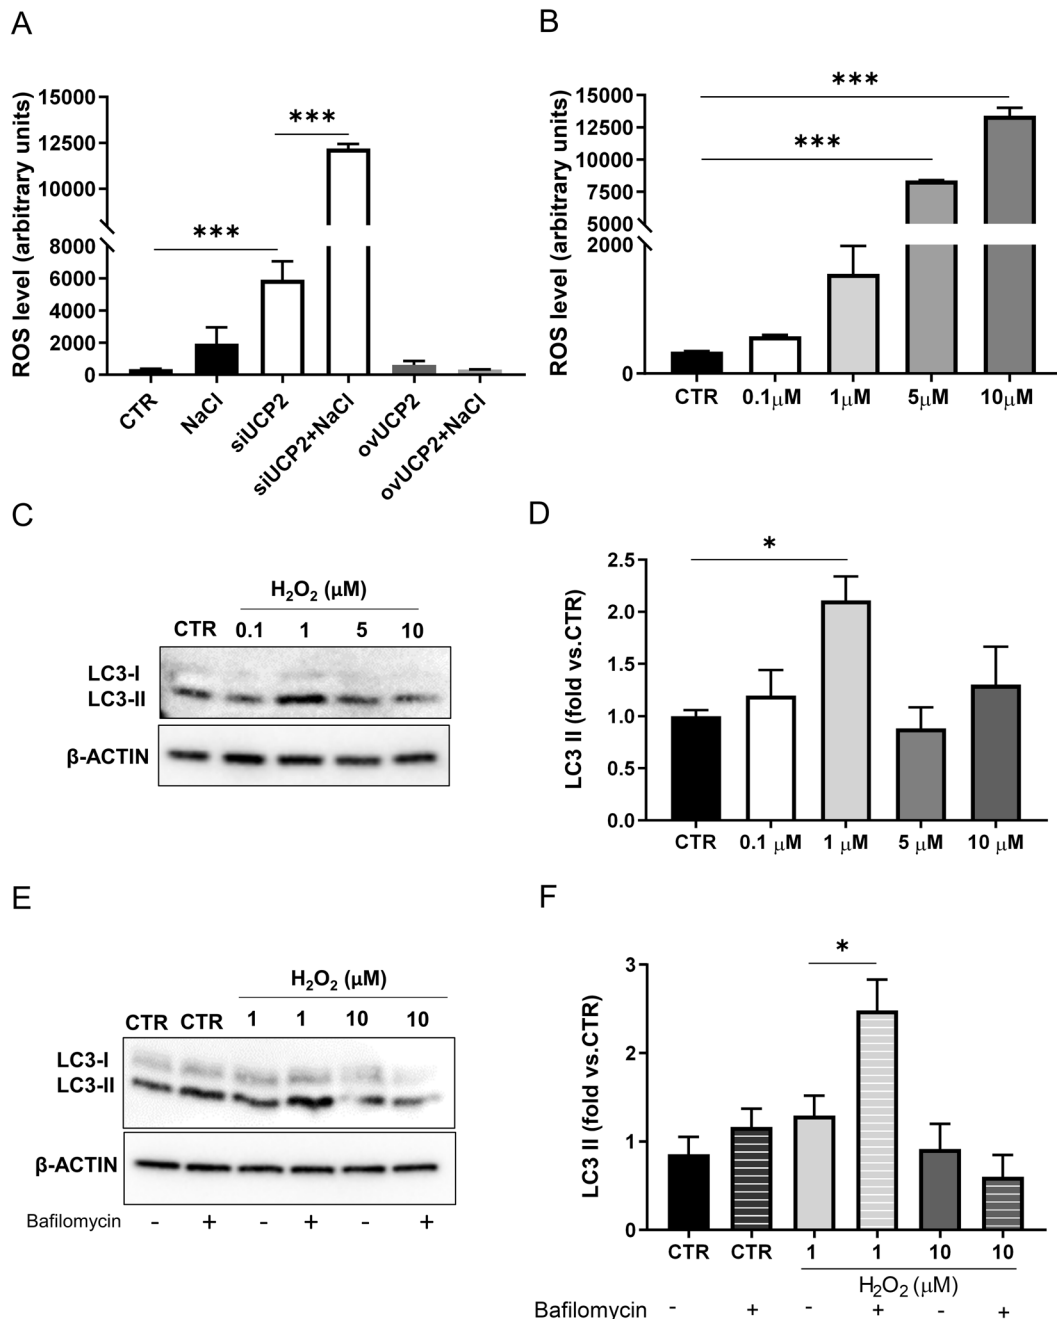 A
ROS level (arbitrary units)
15000
12500
10000
8000
6000
4000
2000
0
***
***
CTR
NaCl
siUCP2
siUCP2+NaCl
ovUCP2
ovUCP2+NaCl
B
ROS level (arbitrary units)
15000
10000
7500
5000
2000
0
***
***
CTR 0.1μM 1μM 5μM 10μM
C
H₂O₂ (μM)
CTR 0.1 1 5 10
LC3-I
LC3-II
β-ACTIN
D
LC3 II (fold vs.CTR)
2.5
2.0
1.5
1.0
0.5
0.0
*
CTR 0.1 μM 1 μM 5 μM 10 μM
E
H₂O₂ (μM)
CTR CTR 1 1 10 10
LC3-I
LC3-II
β-ACTIN
Bafilomycin - + - + - +
F
LC3 II (fold vs.CTR)
3
2
1
0
*
CTR CTR 1 1 10 10
H₂O₂ (μM)
Bafilomycin - + - + - +